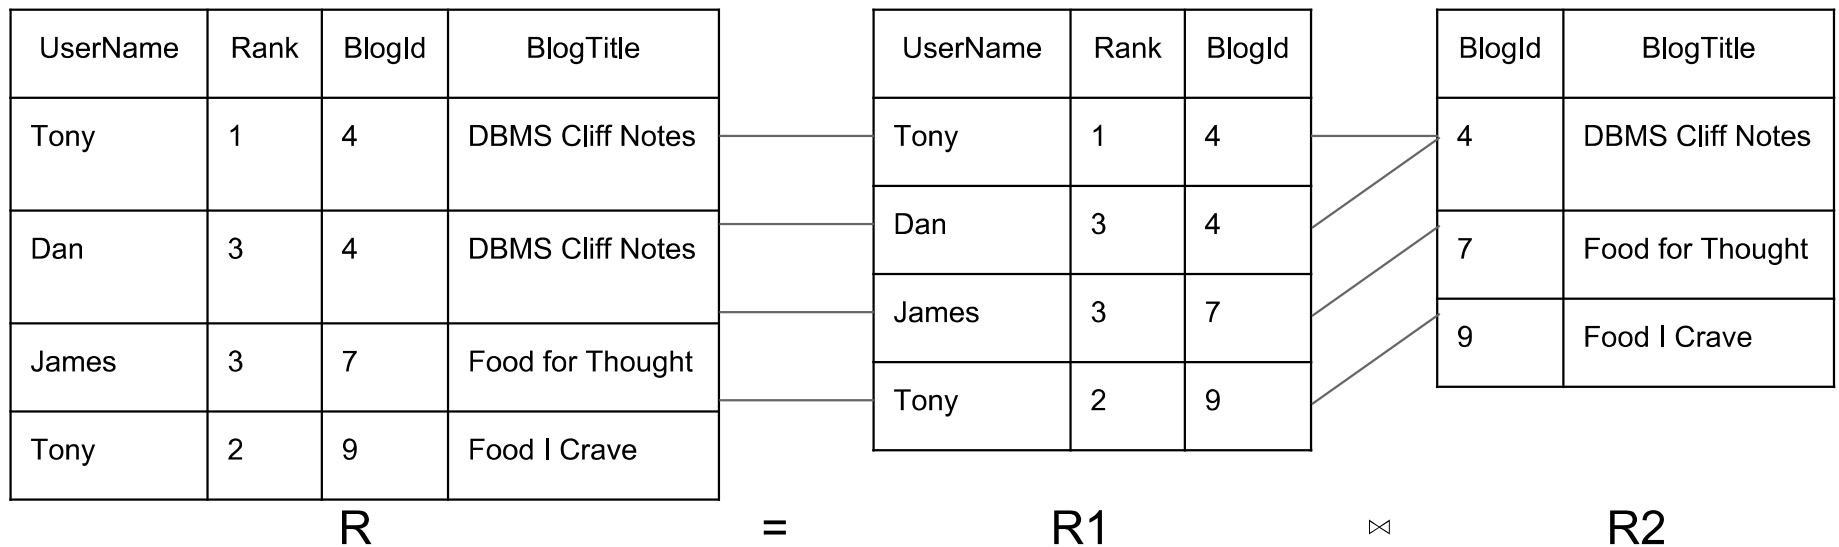 UserName Rank BlogId BlogTitle
Tony 1 4 DBMS Cliff Notes
Dan 3 4 DBMS Cliff Notes
James 3 7 Food for Thought
Tony 2 9 Food I Crave
UserName Rank BlogId
Tony 1 4
Dan 3 4
James 3 7
Tony 2 9
BlogId BlogTitle
4 DBMS Cliff Notes
7 Food for Thought
9 Food I Crave
R = R1 ⋈ R2